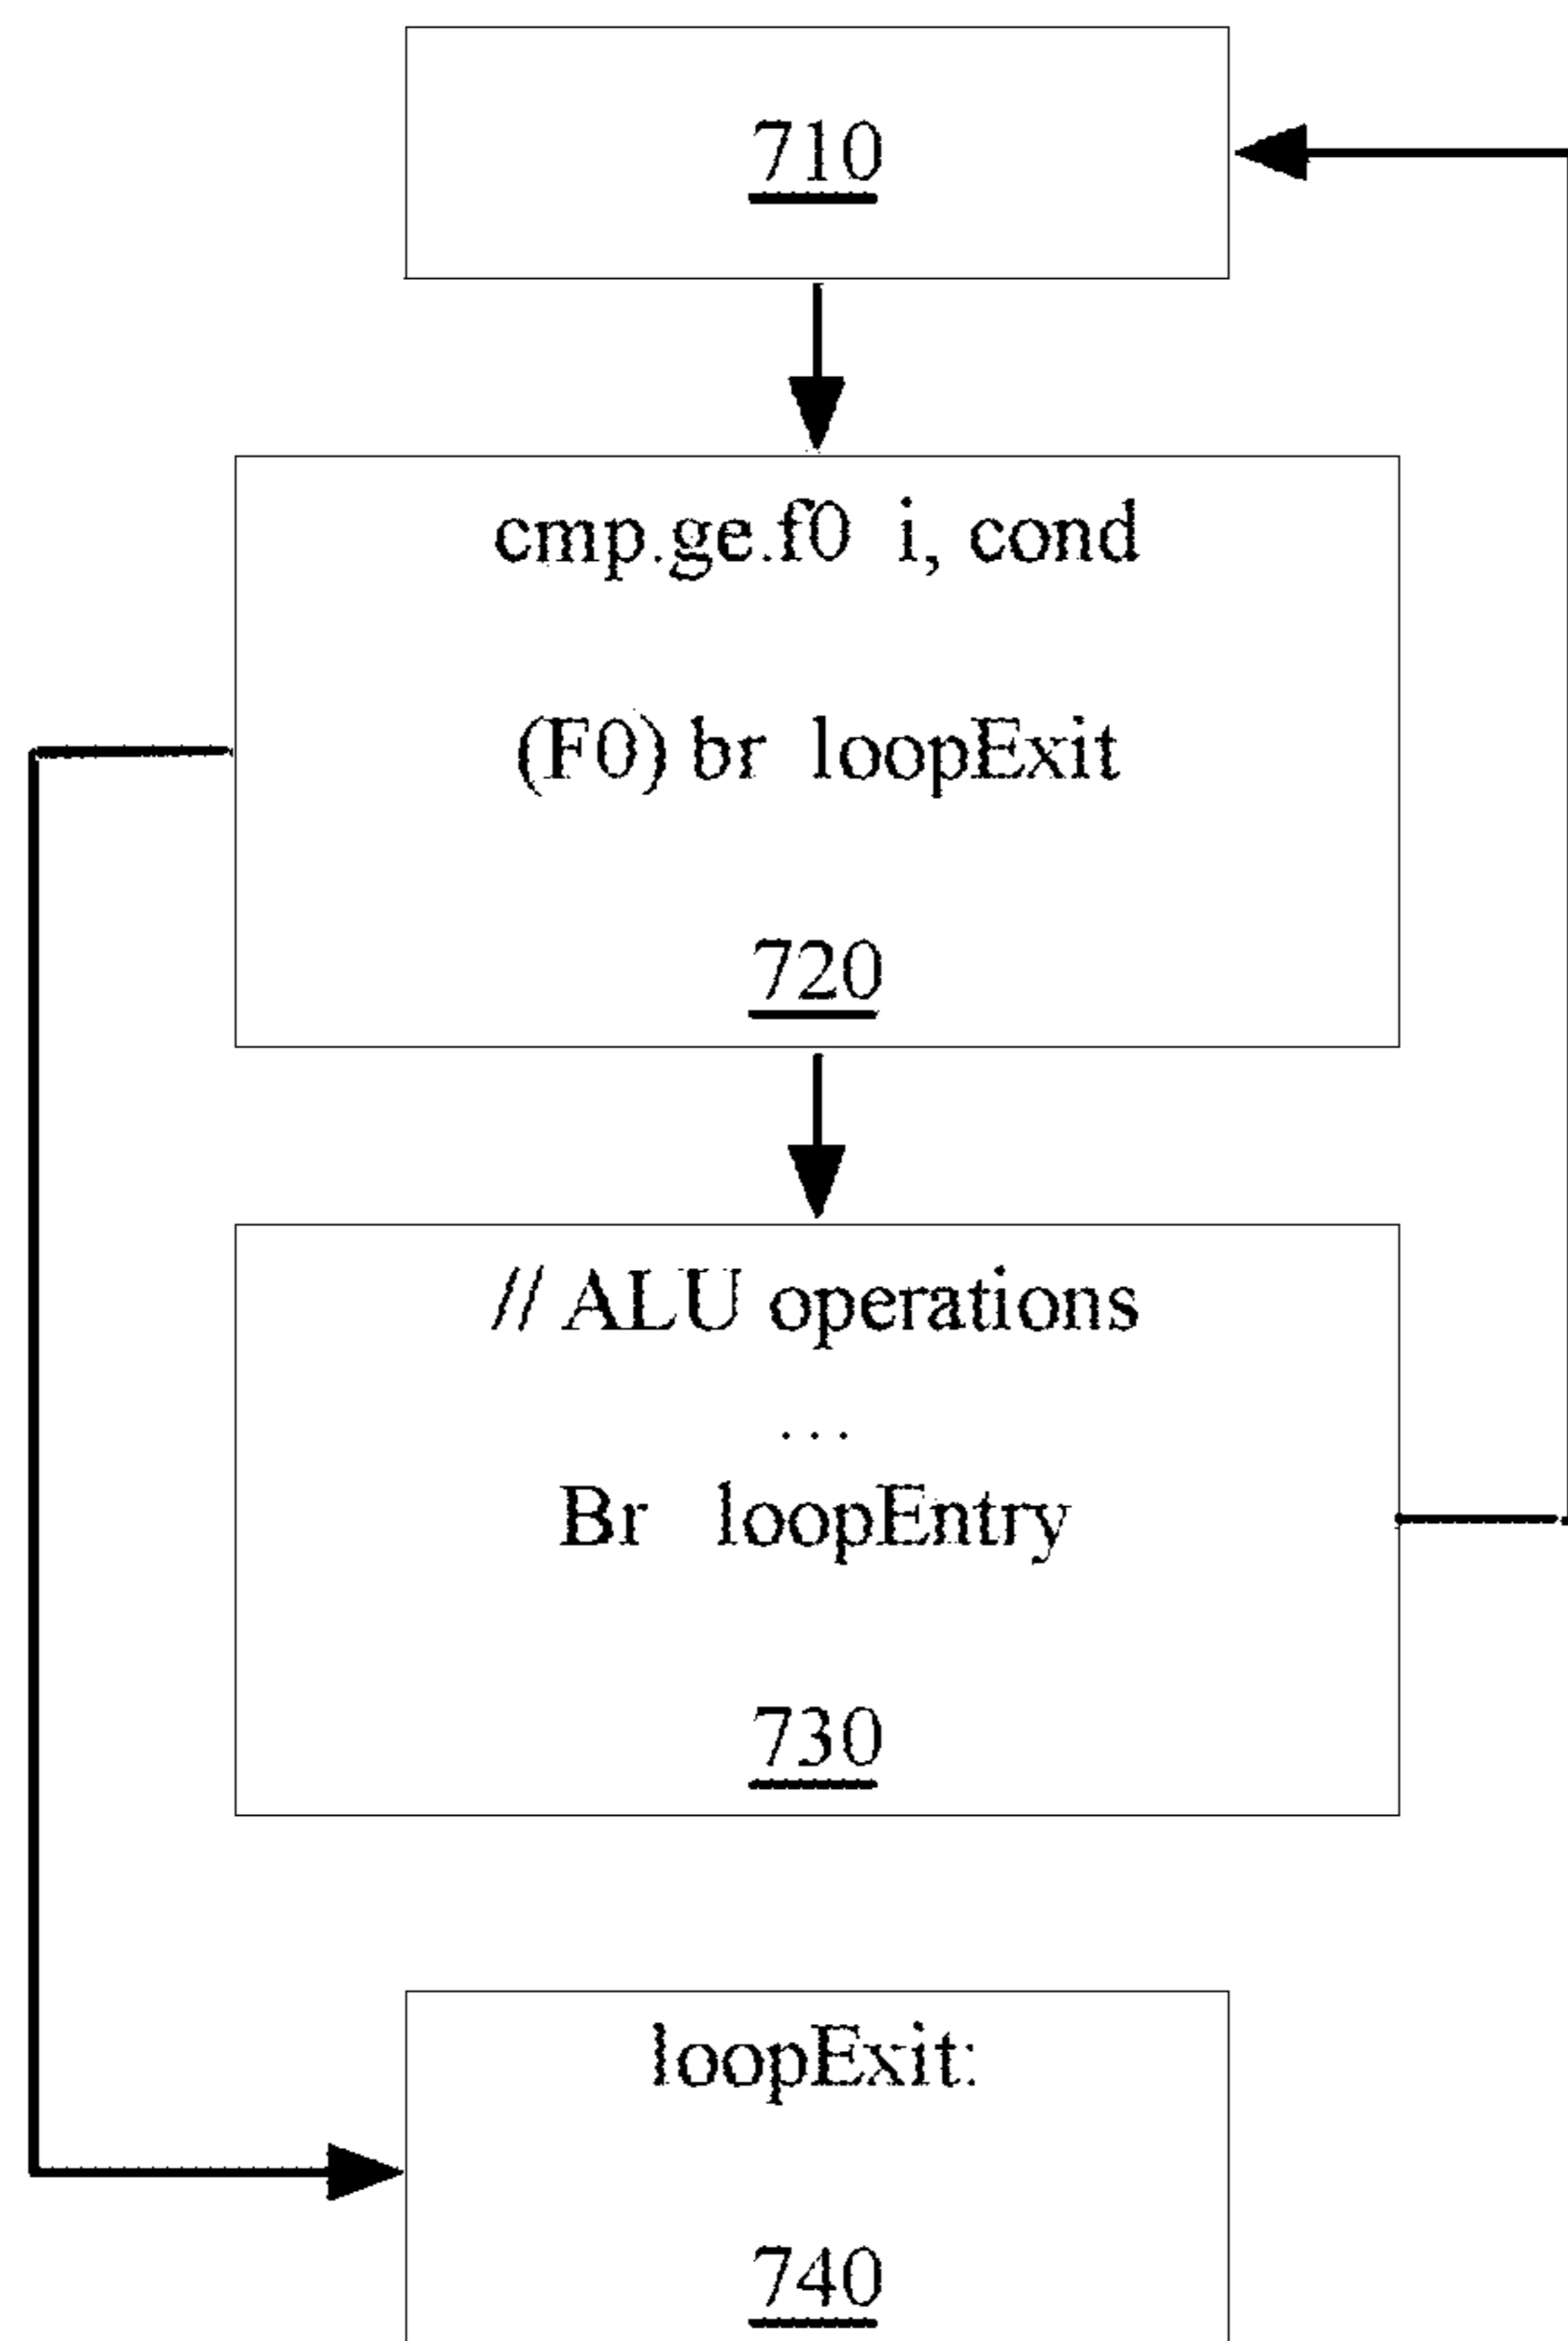 710
cmp.ge.f0 i, cond
(F0) br loopExit
720
// ALU operations
...
Br loopEntry
730
loopExit:
740